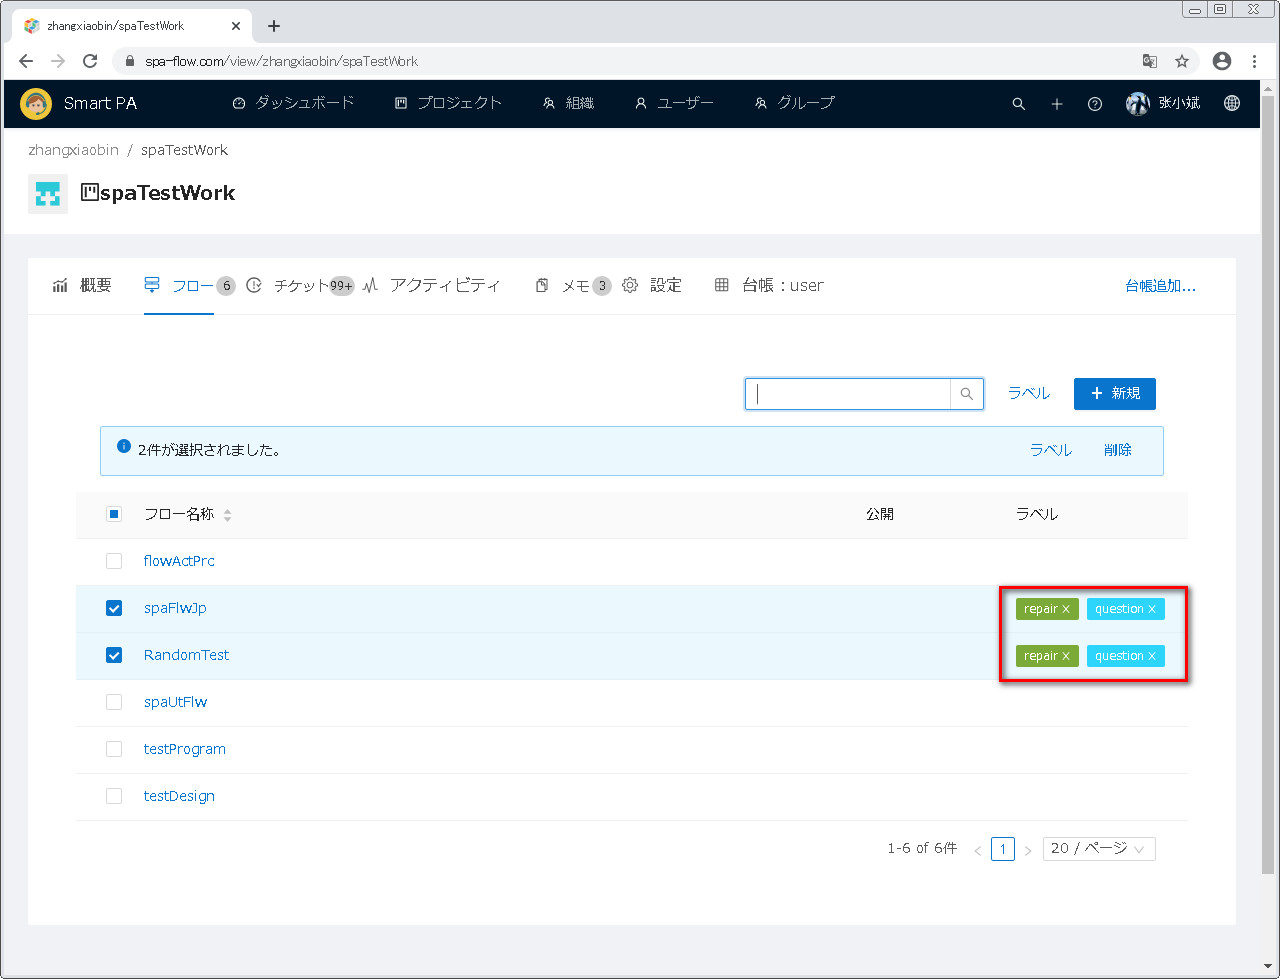 zhangxiaobin/spaTestWork
spa-flow.com/view/zhangxiaobin/spaTestWork
Smart PA ダッシュボード プロジェクト 組織 ユーザー グループ 张小斌
zhangxiaobin / spaTestWork
spaTestWork
概要 フロー 6 チケット 99+ アクティビティ メモ 3 設定 台帳：user 台帳追加...
ラベル + 新規
2件が選択されました。 ラベル 削除
フロー名称 公開 ラベル
flowActPrc
spaFlwJp repair × question ×
RandomTest repair × question ×
spaUtFlw
testProgram
testDesign
1-6 of 6件 < 1 > 20 / ページ